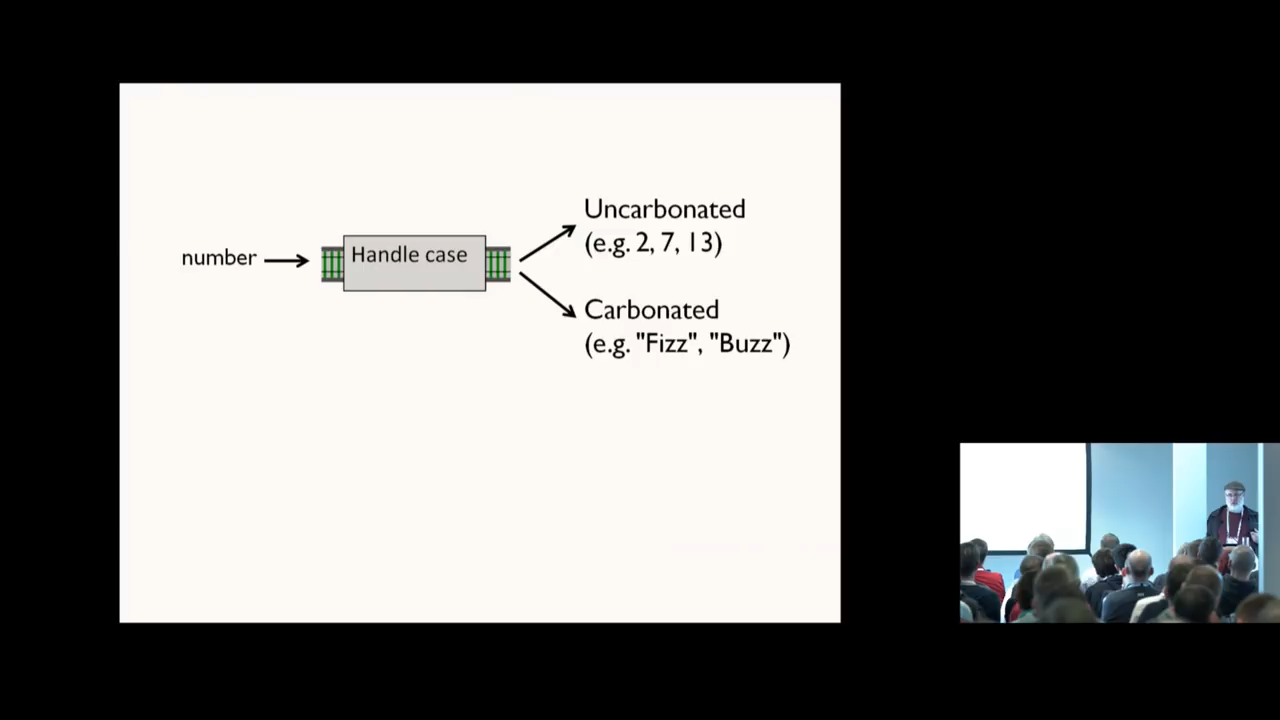 number
Handle case
Uncarbonated
(e.g. 2, 7, 13)
Carbonated
(e.g. "Fizz", "Buzz")